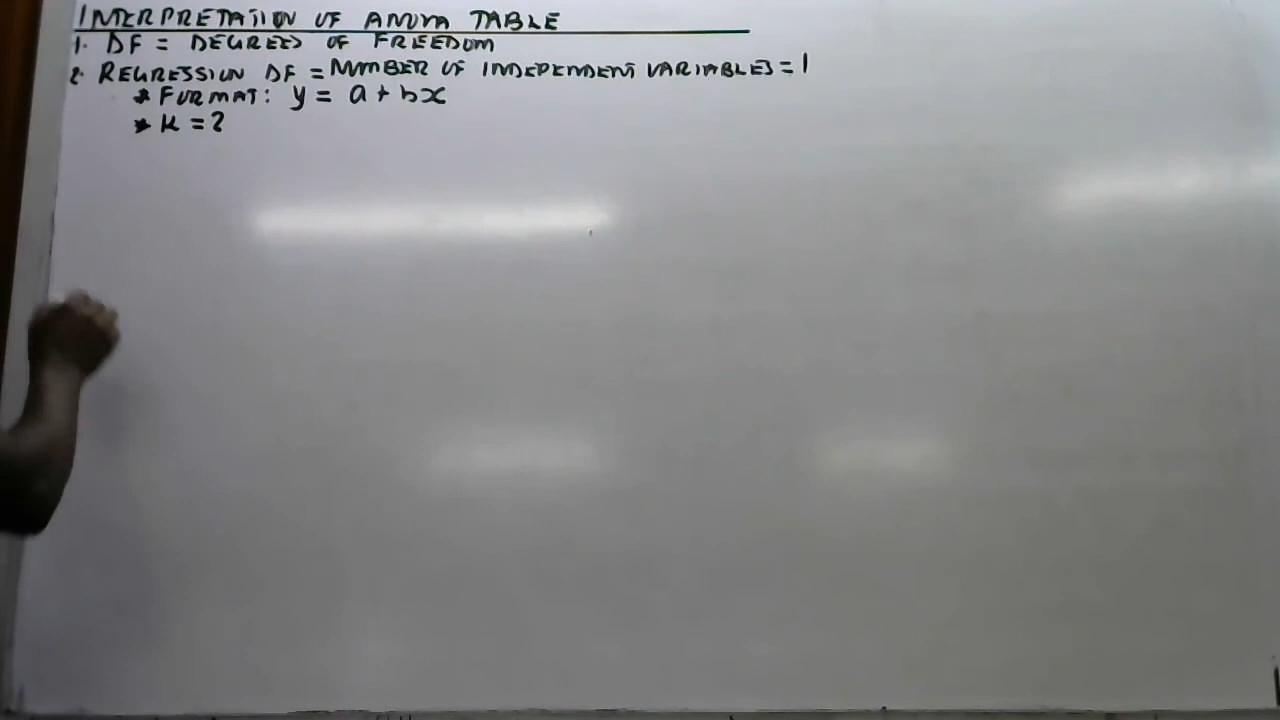 INTERPRETATION OF ANOVA TABLE
1. DF = DEGREES OF FREEDOM
2. REGRESSION DF = NUMBER OF INDEPENDENT VARIABLES = 1
* FORMAT: y = a + bx
* K = 2